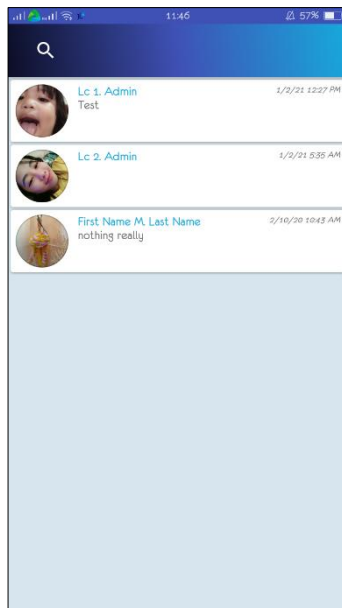 11:46
57%
Lc 1. Admin
1/2/21 12:27 PM
Test
Lc 2. Admin
1/2/21 5:35 AM
First Name M. Last Name
2/10/20 10:43 AM
nothing really